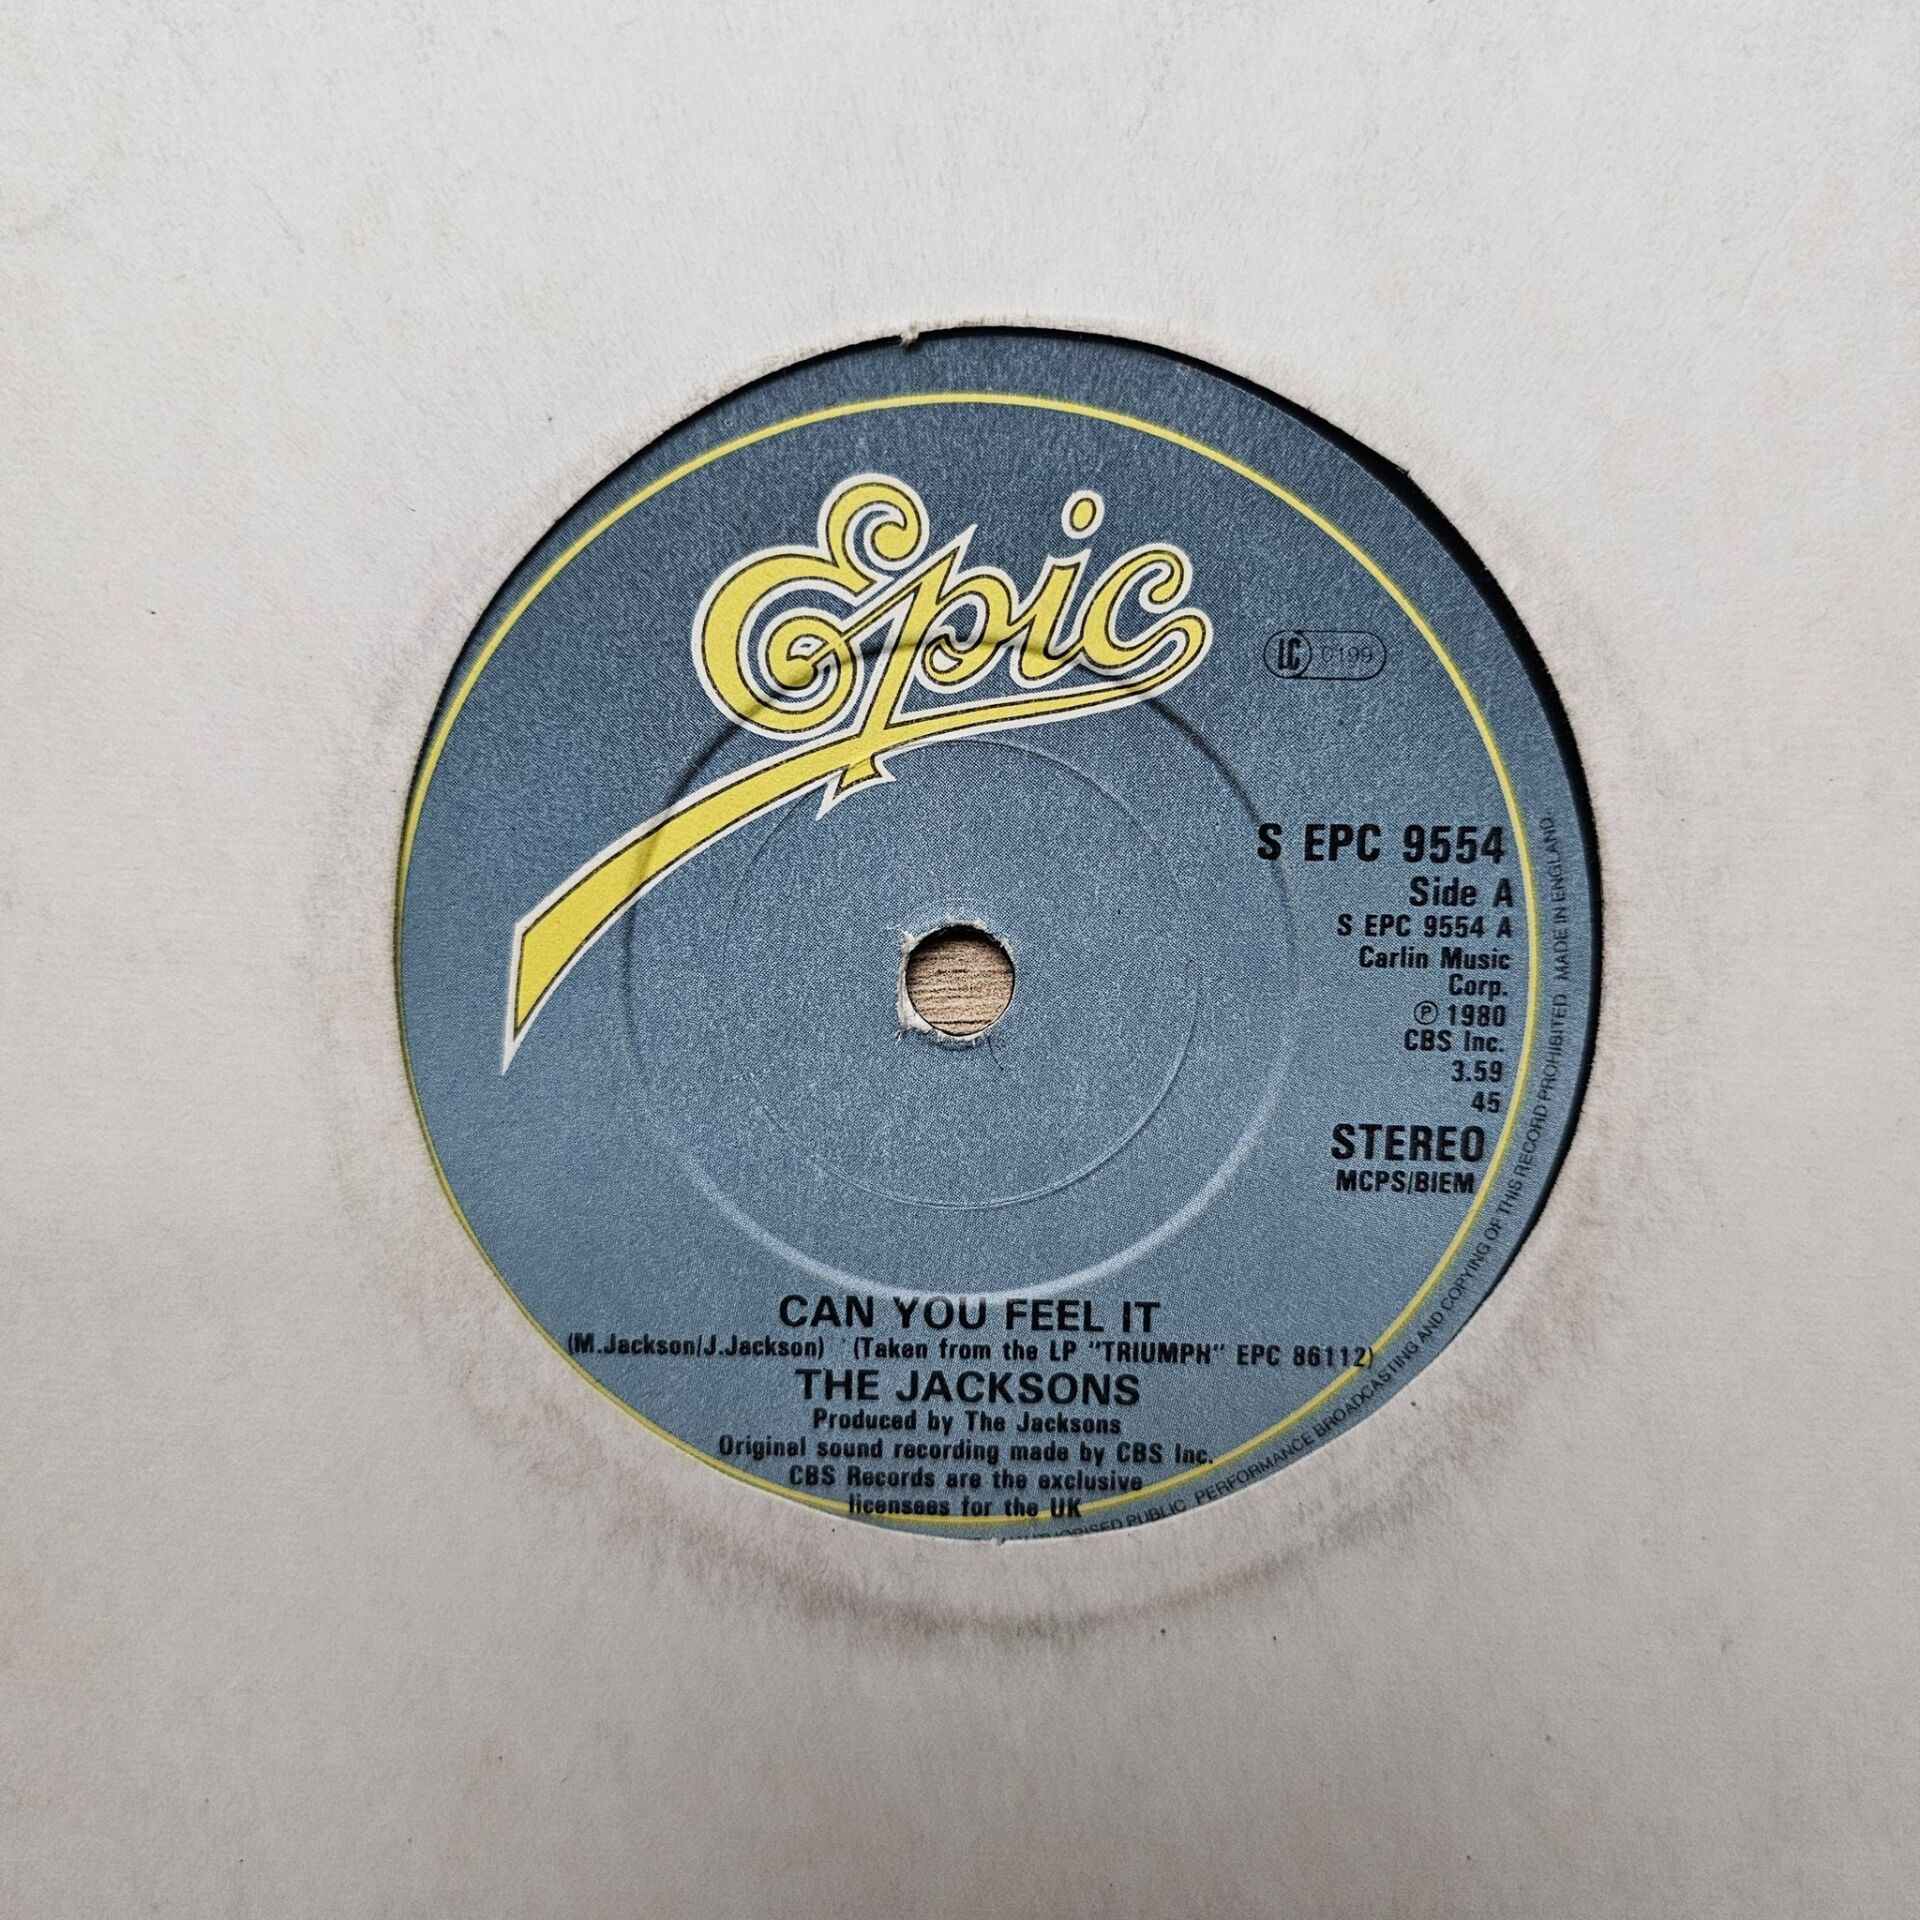 Epic
LC 0199
S EPC 9554
Side A
S EPC 9554 A
Carlin Music
Corp.
℗ 1980
CBS Inc.
3.59
45
STEREO
MCPS/BIEM
CAN YOU FEEL IT
(M.Jackson/J.Jackson) (Taken from the LP "TRIUMPH" EPC 86112)
THE JACKSONS
Produced by The Jacksons
Original sound recording made by CBS Inc.
CBS Records are the exclusive
licensees for the UK
PUBLIC PERFORMANCE BROADCASTING AND COPYING OF THIS RECORD PROHIBITED MADE IN ENGLAND